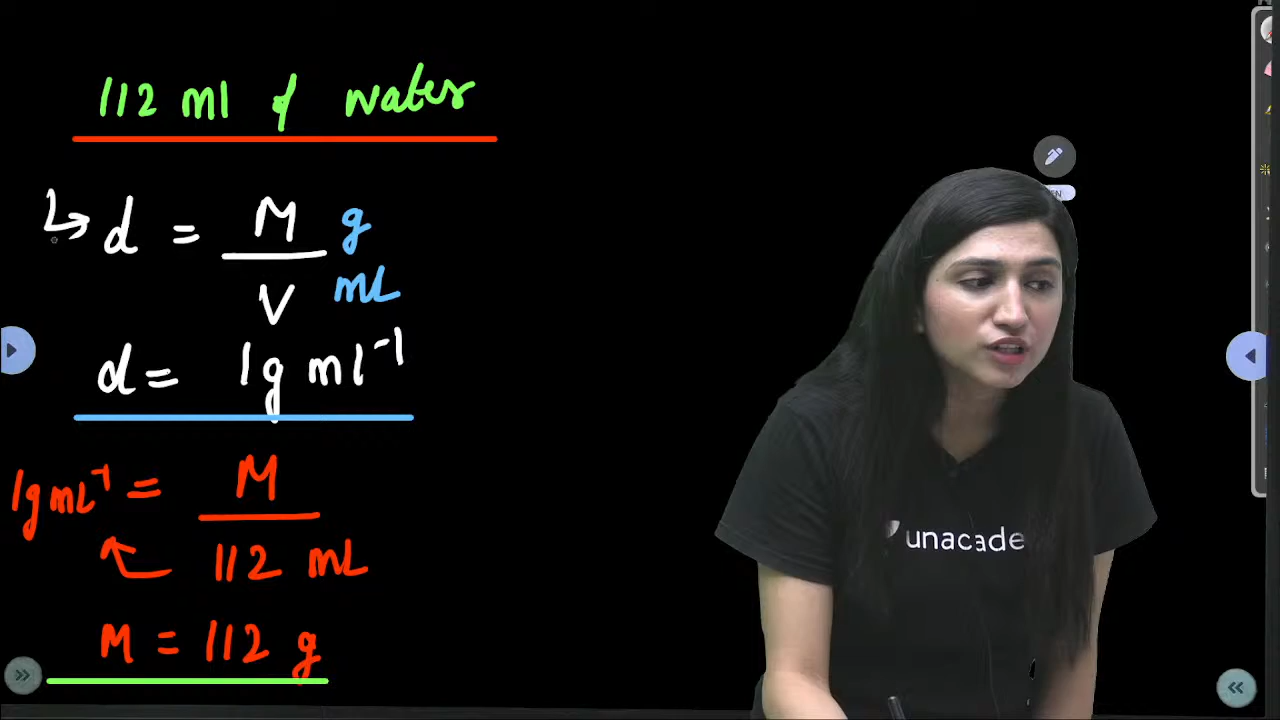 112 ml of water
d = M g
V mL
d = 1g ml⁻¹
1g mL⁻¹ = M
112 mL
M = 112 g
unacade